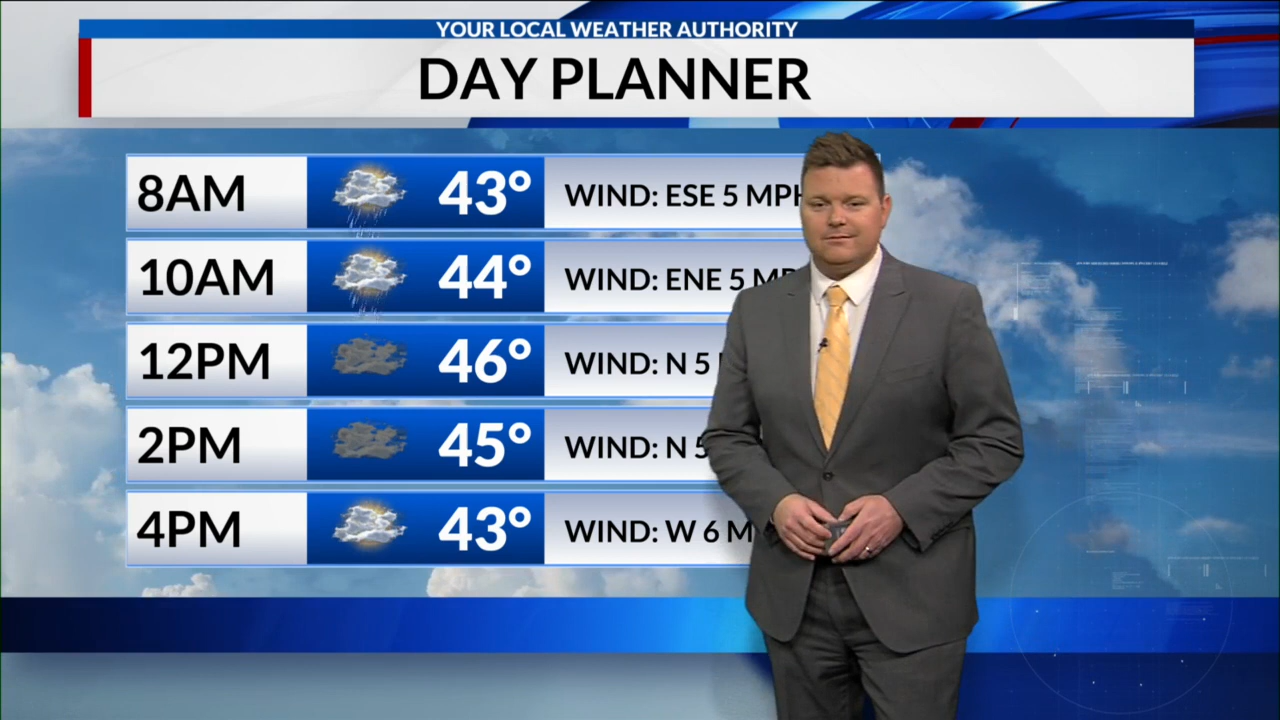 YOUR LOCAL WEATHER AUTHORITY
DAY PLANNER
8AM 43° WIND: ESE 5 MPH
10AM 44° WIND: ENE 5
12PM 46° WIND: N 5
2PM 45° WIND: N 5
4PM 43° WIND: W 6